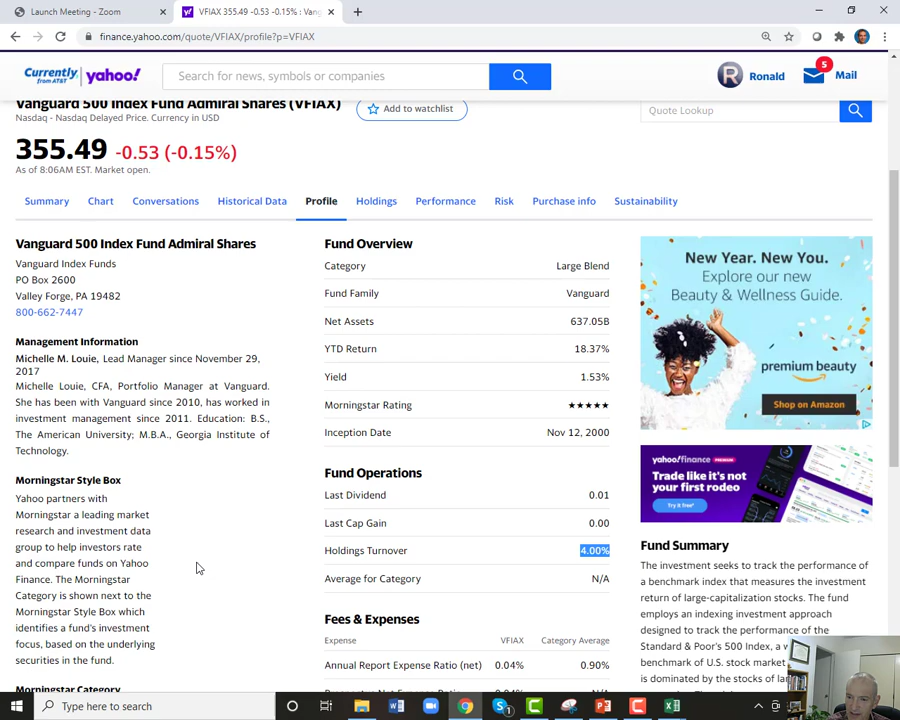 Launch Meeting - Zoom
VFIAX 355.49 -0.53 -0.15% : Vang
finance.yahoo.com/quote/VFIAX/profile?p=VFIAX
Currently
from AT&T
yahoo!
Search for news, symbols or companies
R
Ronald
5
Mail
Vanguard 500 Index Fund Admiral Shares (VFIAX)
Nasdaq - Nasdaq Delayed Price. Currency in USD
Add to watchlist
Quote Lookup
355.49 -0.53 (-0.15%)
As of 8:06AM EST. Market open.
Summary
Chart
Conversations
Historical Data
Profile
Holdings
Performance
Risk
Purchase info
Sustainability
Vanguard 500 Index Fund Admiral Shares
Vanguard Index Funds
PO Box 2600
Valley Forge, PA 19482
800-662-7447
Management Information
Michelle M. Louie, Lead Manager since November 29,
2017
Michelle Louie, CFA, Portfolio Manager at Vanguard.
She has been with Vanguard since 2010, has worked in
investment management since 2011. Education: B.S.,
The American University; M.B.A., Georgia Institute of
Technology.
Morningstar Style Box
Yahoo partners with
Morningstar a leading market
research and investment data
group to help investors rate
and compare funds on Yahoo
Finance. The Morningstar
Category is shown next to the
Morningstar Style Box which
identifies a fund's investment
focus, based on the underlying
securities in the fund.
Morningstar Category
Fund Overview
Category Large Blend
Fund Family Vanguard
Net Assets 637.05B
YTD Return 18.37%
Yield 1.53%
Morningstar Rating ★★★★★
Inception Date Nov 12, 2000
Fund Operations
Last Dividend 0.01
Last Cap Gain 0.00
Holdings Turnover 4.00%
Average for Category N/A
Fees & Expenses
Expense VFIAX Category Average
Annual Report Expense Ratio (net) 0.04% 0.90%
New Year. New You.
Explore our new
Beauty & Wellness Guide.
premium beauty
Shop on Amazon
yahoo!finance PREMIUM
Trade like it's not
your first rodeo
Try it free*
Fund Summary
The investment seeks to track the performance of
a benchmark index that measures the investment
return of large-capitalization stocks. The fund
employs an indexing investment approach
designed to track the performance of the
Standard & Poor's 500 Index, a
benchmark of U.S. stock market
is dominated by the stocks of the
Type here to search